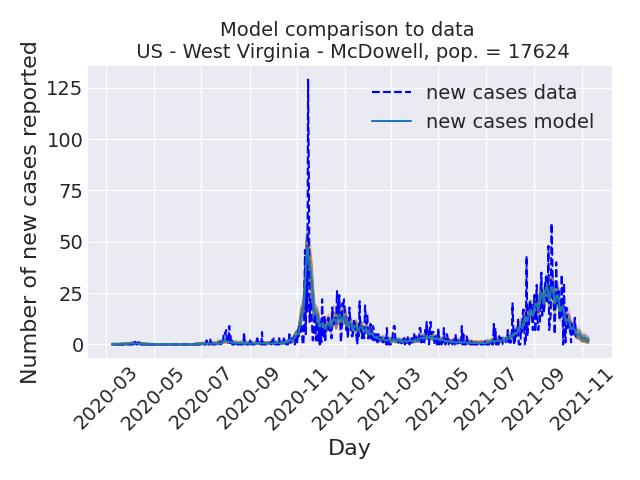 Model comparison to data
US - West Virginia - McDowell, pop. = 17624
Number of new cases reported
125
100
75
50
25
0
new cases data
new cases model
2020-03
2020-05
2020-07
2020-09
2020-11
2021-01
2021-03
2021-05
2021-07
2021-09
2021-11
Day